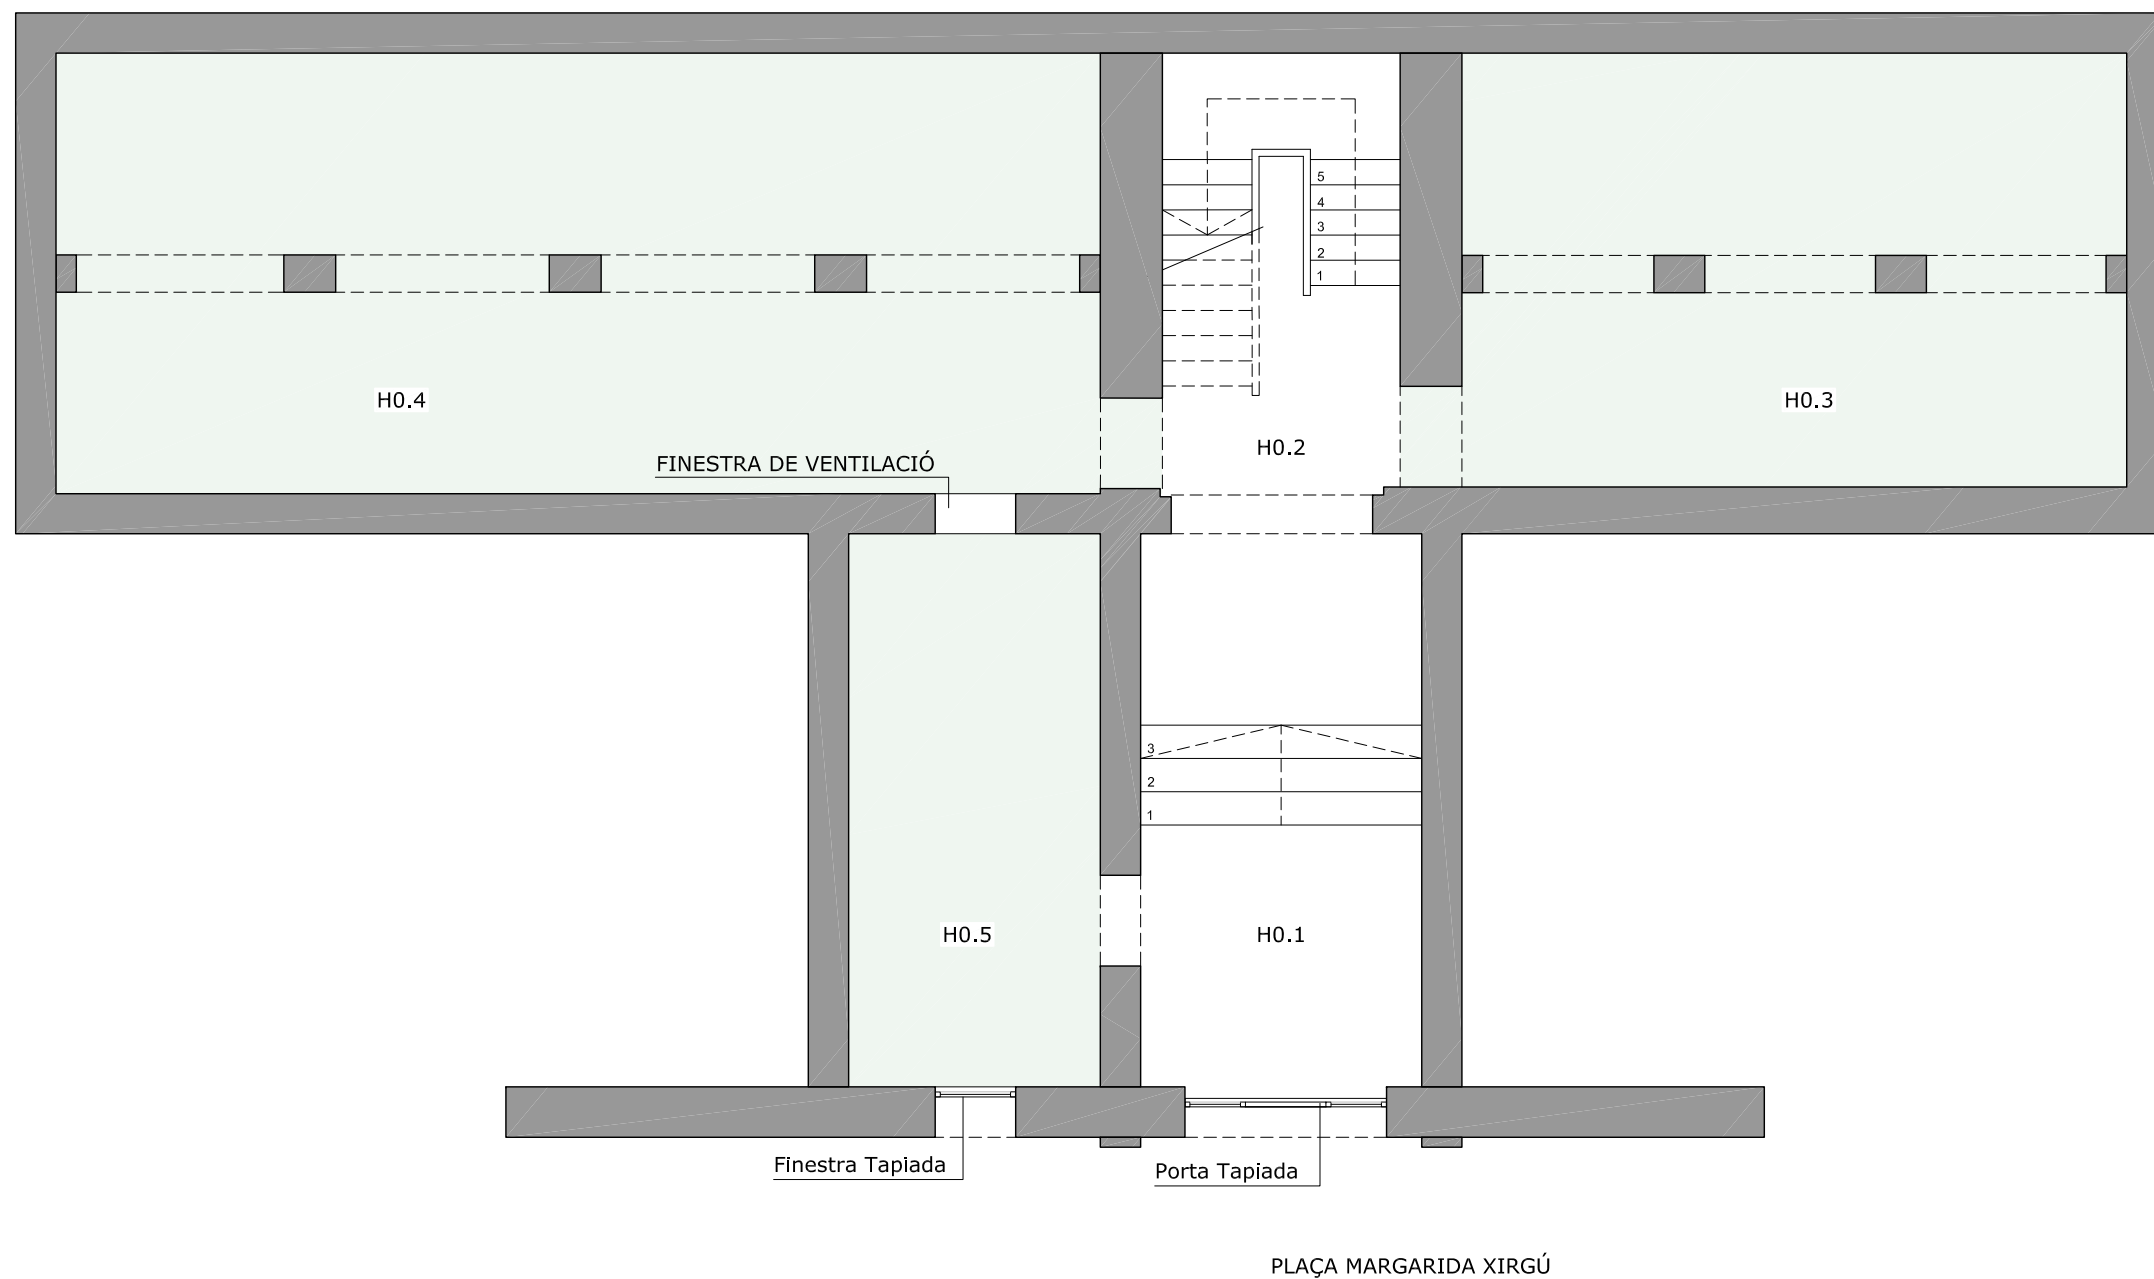 5
4
3
2
1
H0.4
H0.3
H0.2
FINESTRA DE VENTILACIÓ
3
2
1
H0.5
H0.1
Finestra Tapiada
Porta Tapiada
PLAÇA MARGARIDA XIRGÚ